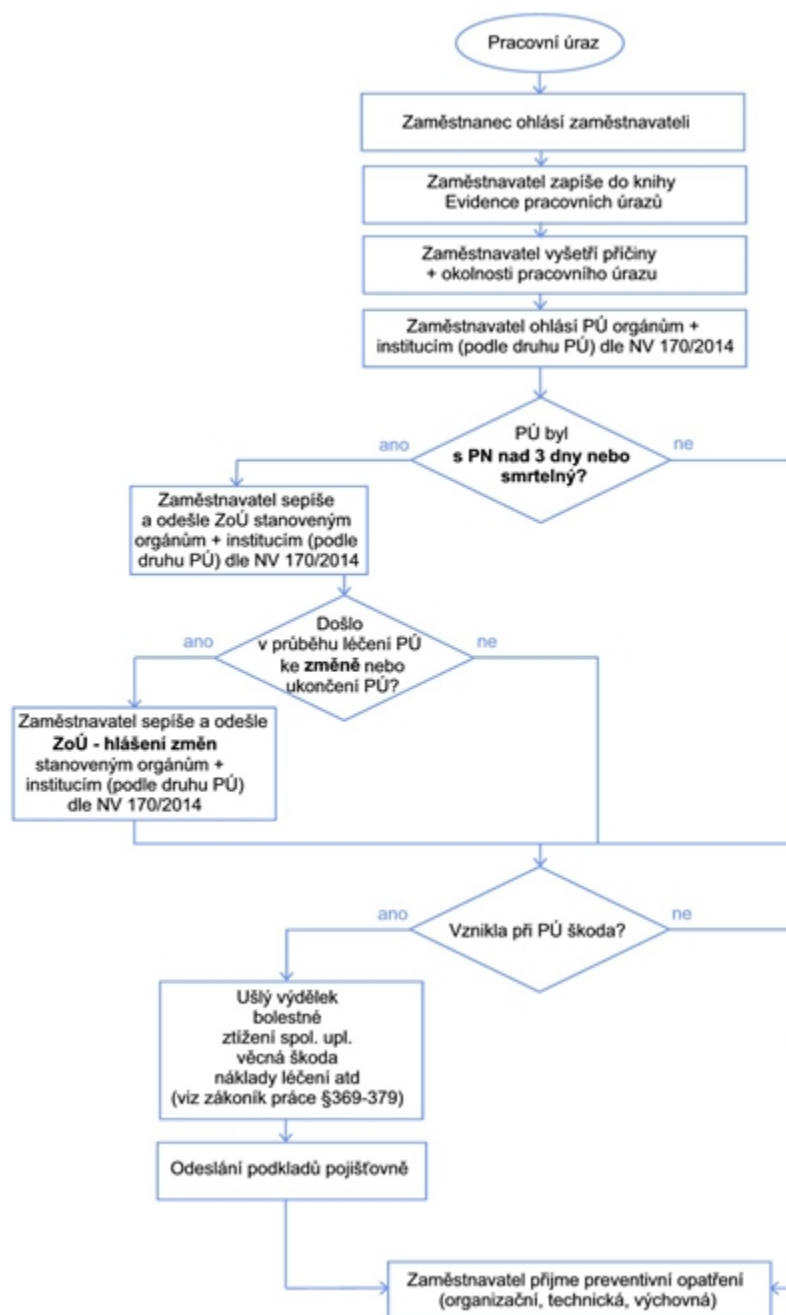 Pracovní úraz
Zaměstnanec ohlásí zaměstnavateli
Zaměstnavatel zapíše do knihy
Evidence pracovních úrazů
Zaměstnavatel vyšetří příčiny
+ okolnosti pracovního úrazu
Zaměstnavatel ohlásí PÚ orgánům +
institucím (podle druhu PÚ) dle NV 170/2014
PÚ byl
s PN nad 3 dny nebo
smrtelný?
ano
ne
Zaměstnavatel sepíše
a odešle ZoÚ stanoveným
orgánům + institucím (podle
druhu PÚ) dle NV 170/2014
Došlo
v průběhu léčení PÚ
ke změně nebo
ukončení PÚ?
ano
ne
Zaměstnavatel sepíše a odešle
ZoÚ - hlášení změn
stanoveným orgánům +
institucím (podle druhu PÚ)
dle NV 170/2014
Vznikla při PÚ škoda?
ano
ne
Ušlý výdělek
bolestné
ztížení spol. upl.
věcná škoda
náklady léčení atd
(viz zákoník práce §369-379)
Odeslání podkladů pojišťovně
Zaměstnavatel přijme preventivní opatření
(organizační, technická, výchovná)